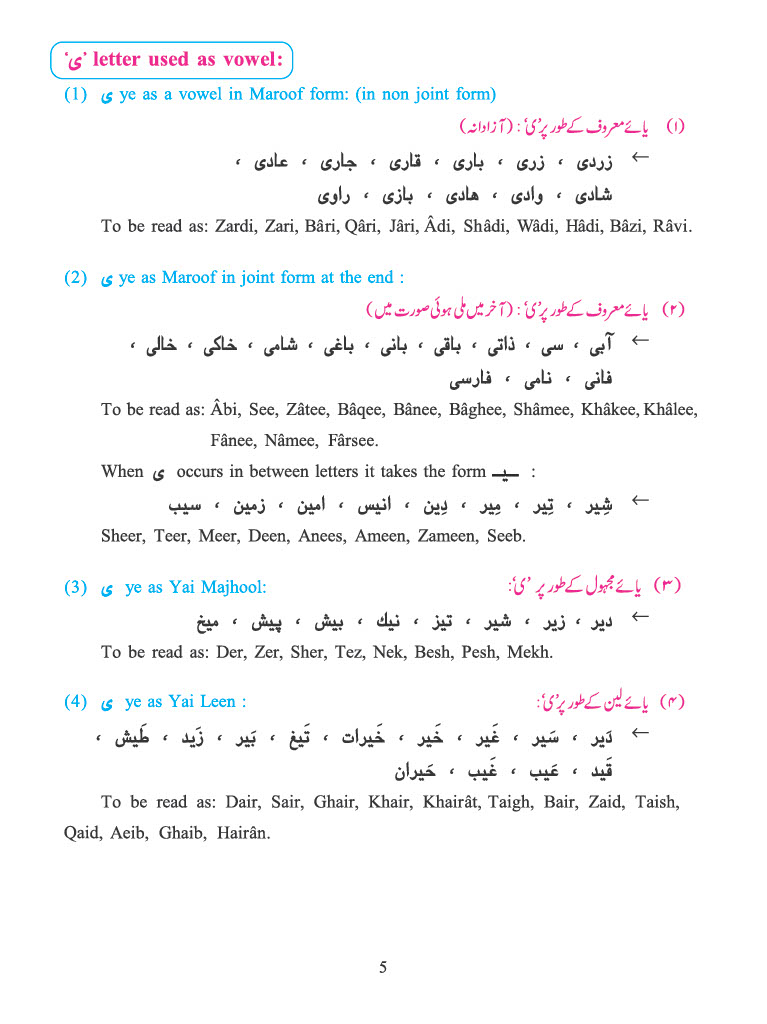 ’ی‘ letter used as vowel:
(1) ی ye as a vowel in Maroof form: (in non joint form)
(۱) یائے معروف کے طور پر ’ی‘ : (آزادانہ)
← زردی ، زری ، باری ، قاری ، جاری ، عادی ،
شادی ، وادی ، هادی ، بازی ، راوی
To be read as: Zardi, Zari, Bâri, Qâri, Jâri, Âdi, Shâdi, Wâdi, Hâdi, Bâzi, Râvi.
(2) ی ye as Maroof in joint form at the end :
(۲) یائے معروف کے طور پر ’ی‘ : (آخر میں ملی ہوئی صورت میں)
← آبی ، سی ، ذاتی ، باقی ، بانی ، باغی ، شامی ، خاکی ، خالی ،
فانی ، نامی ، فارسی
To be read as: Âbi, See, Zâtee, Bâqee, Bânee, Bâghee, Shâmee, Khâkee, Khâlee,
Fânee, Nâmee, Fârsee.
When ی occurs in between letters it takes the form ـیـ :
← شِیر ، تِیر ، مِیر ، دِین ، انیس ، امین ، زمین ، سیب
Sheer, Teer, Meer, Deen, Anees, Ameen, Zameen, Seeb.
(3) ی ye as Yai Majhool:
(۳) یائے مجہول کے طور پر ’ی‘:
← دیر ، زیر ، شیر ، تیز ، نیك ، بیش ، پیش ، میخ
To be read as: Der, Zer, Sher, Tez, Nek, Besh, Pesh, Mekh.
(4) ی ye as Yai Leen :
(۴) یائے لین کے طور پر ’ی‘:
← دَیر ، سَیر ، غَیر ، خَیر ، خَیرات ، تَیغ ، بَیر ، زَید ، طَیش ،
قَید ، عَیب ، غَیب ، حَیران
To be read as: Dair, Sair, Ghair, Khair, Khairât, Taigh, Bair, Zaid, Taish,
Qaid, Aeib, Ghaib, Hairân.
5